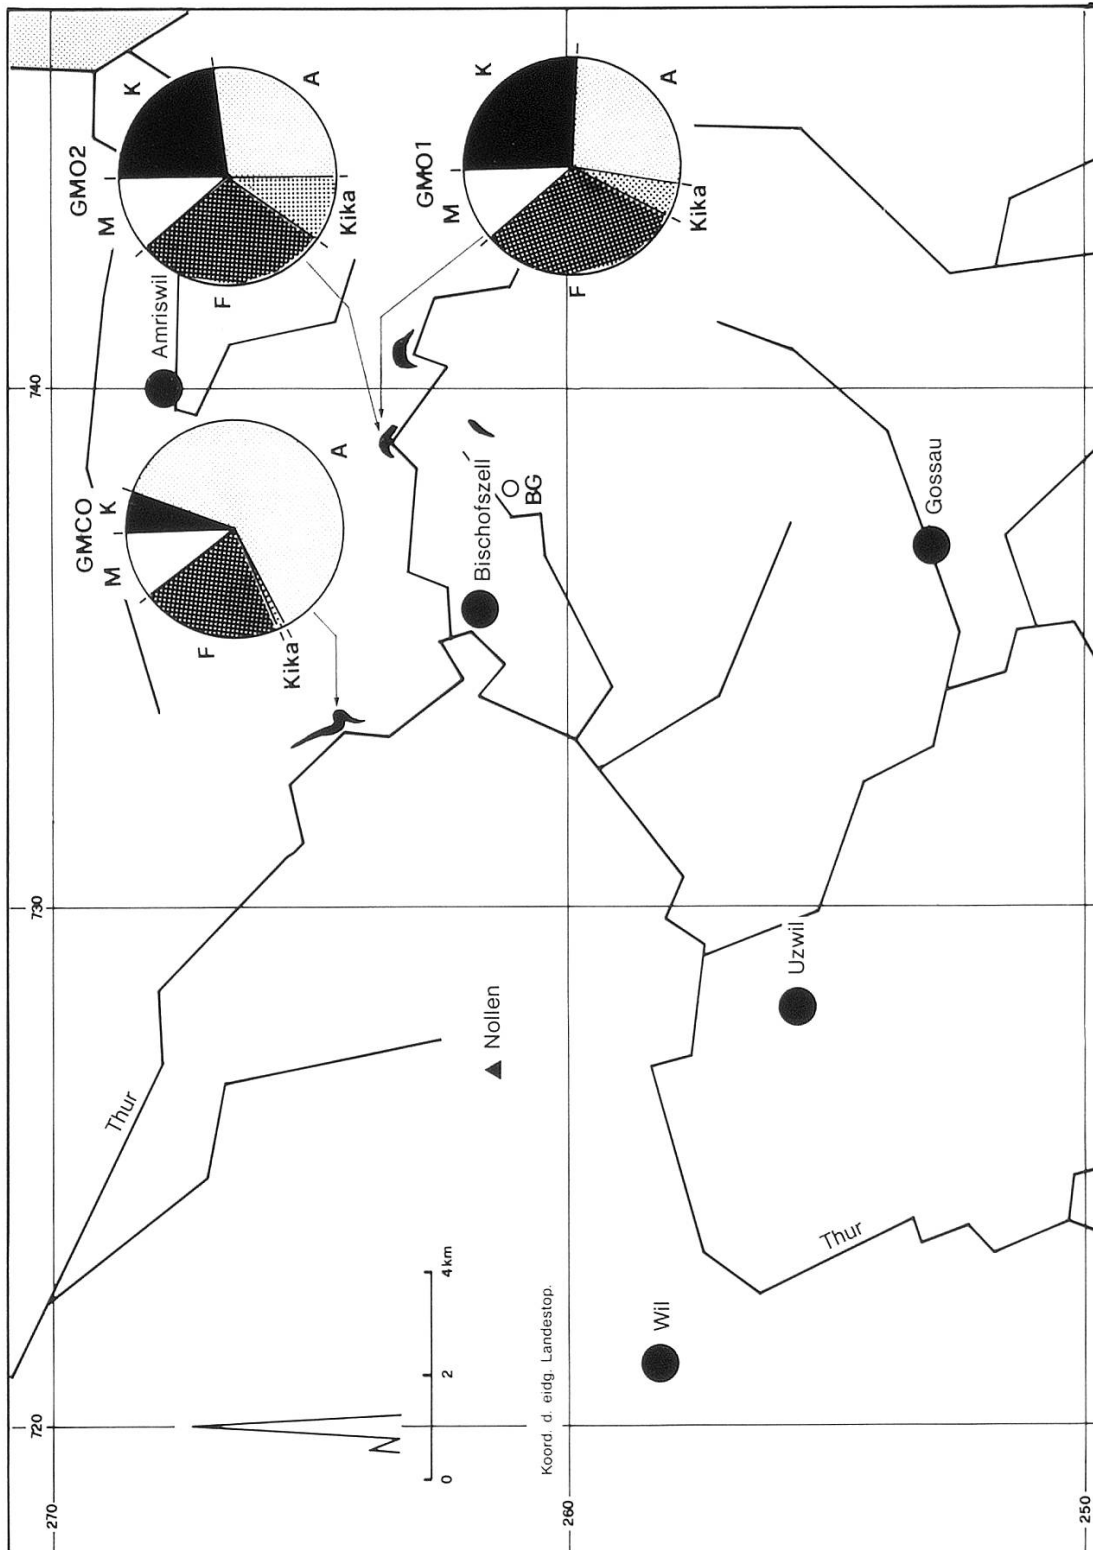 270
260
250
720
730
740
K
GMO2
M
A
F
Kika
K
GMO1
M
A
F
Kika
K
GMCO
M
A
F
Kika
Amriswil
Bischofszell
BG
Gossau
Uzwil
Nollen
Thur
Thur
Wil
N
0 2 4 km
Koord. d. eidg. Landestop.